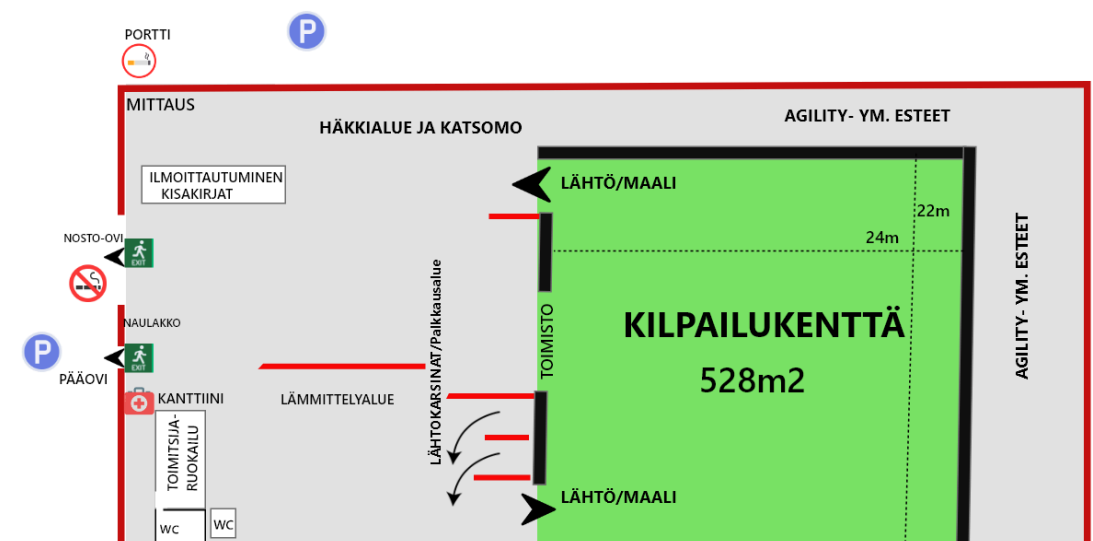 PORTTI
P
MITTAUS
HÄKKIALUE JA KATSOMO
AGILITY- YM. ESTEET
ILMOITTAUTUMINEN
KISAKIRJAT
LÄHTÖ/MAALI
22m
24m
NOSTO-OVI
EXIT
AGILITY- YM. ESTEET
LÄHTOKARSINAT/Palkkausalue
TOIMISTO
KILPAILUKENTTÄ
528m2
NAULAKKO
P
EXIT
PÄÄOVI
KANTTIINI
LÄMMITTELYALUE
TOIMITSIJA-
RUOKAILU
LÄHTÖ/MAALI
WC
WC